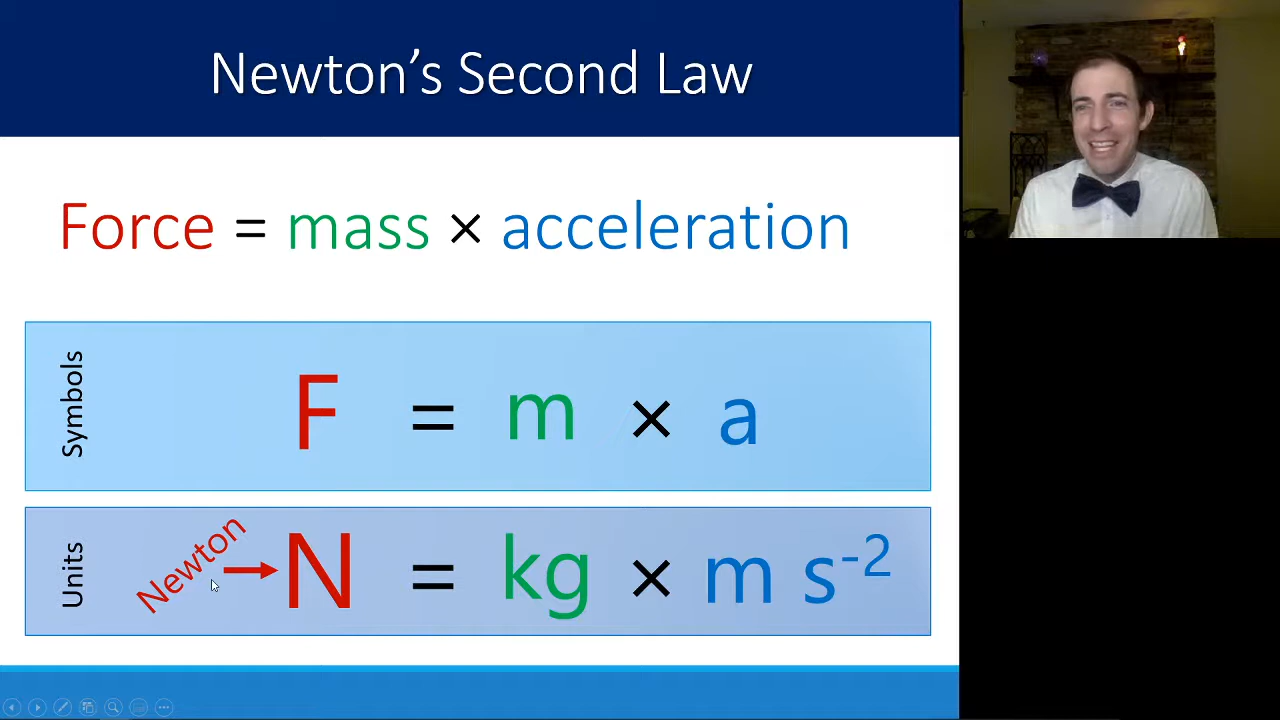 Newton's Second Law
Force = mass × acceleration
Symbols
F = m × a
Units
Newton → N = kg × m s⁻²